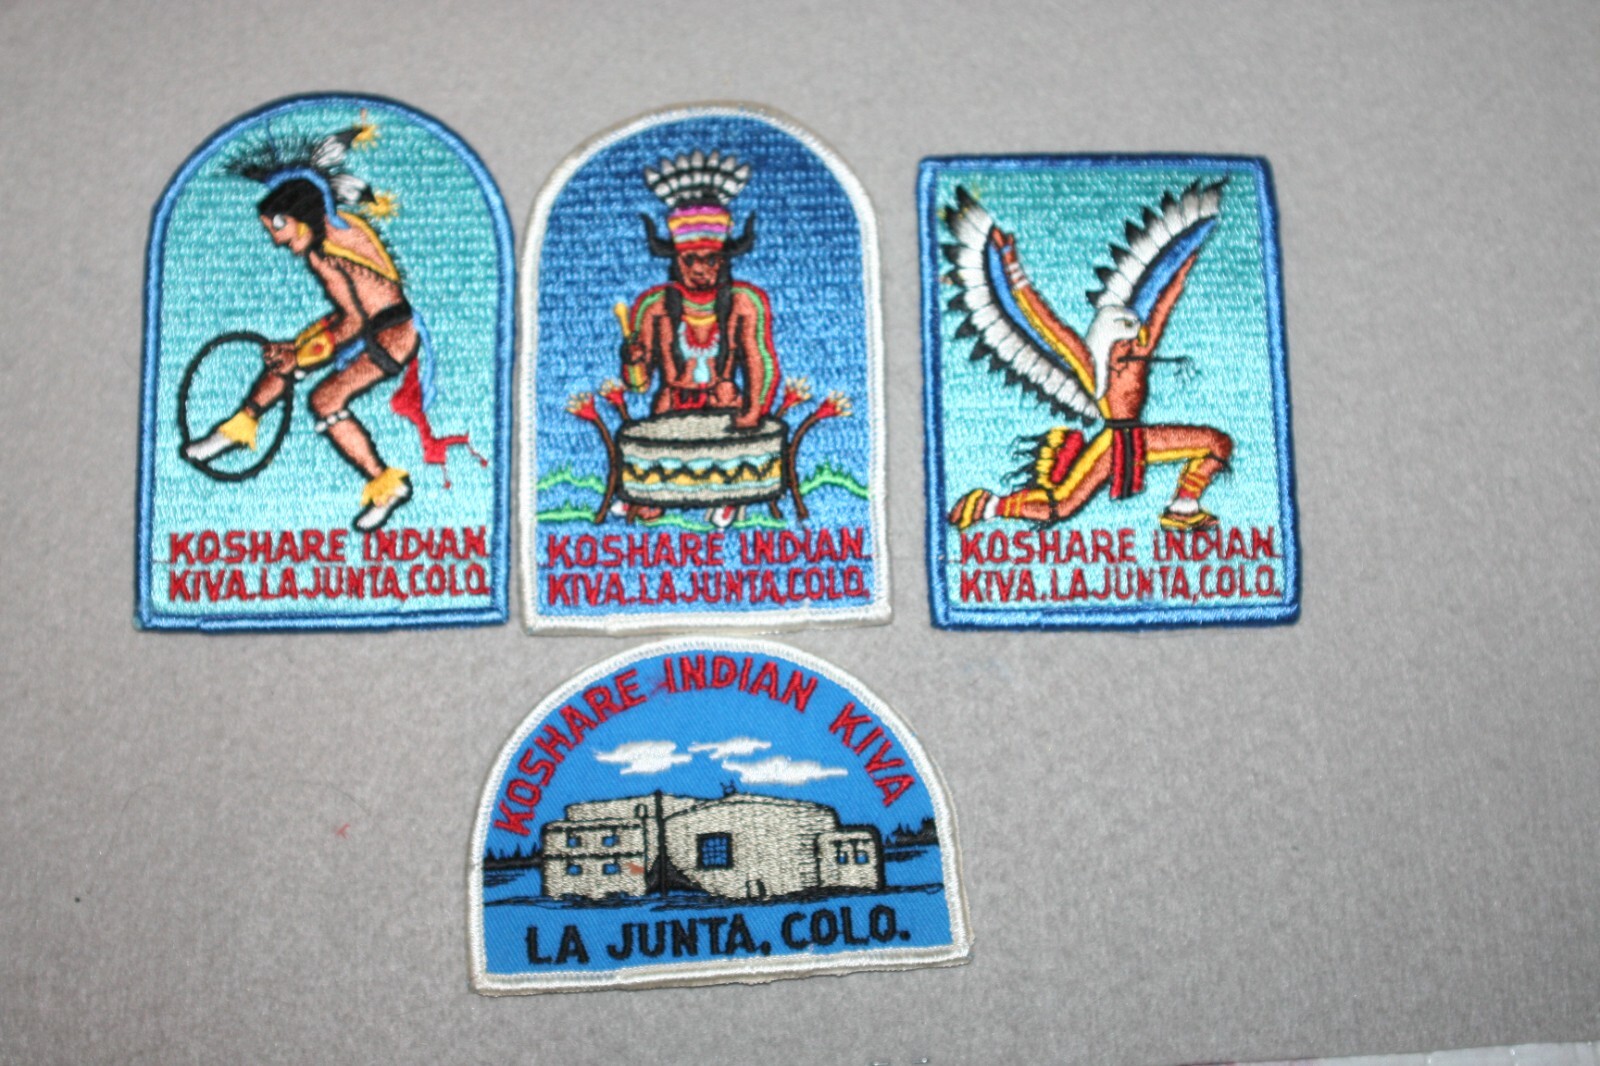 KOSHARE INDIAN
KIVA. LA JUNTA, COLO.
KOSHARE INDIAN
KIVA. LA JUNTA, COLO.
KOSHARE INDIAN
KIVA. LA JUNTA, COLO.
KOSHARE INDIAN KIVA
LA JUNTA, COLO.